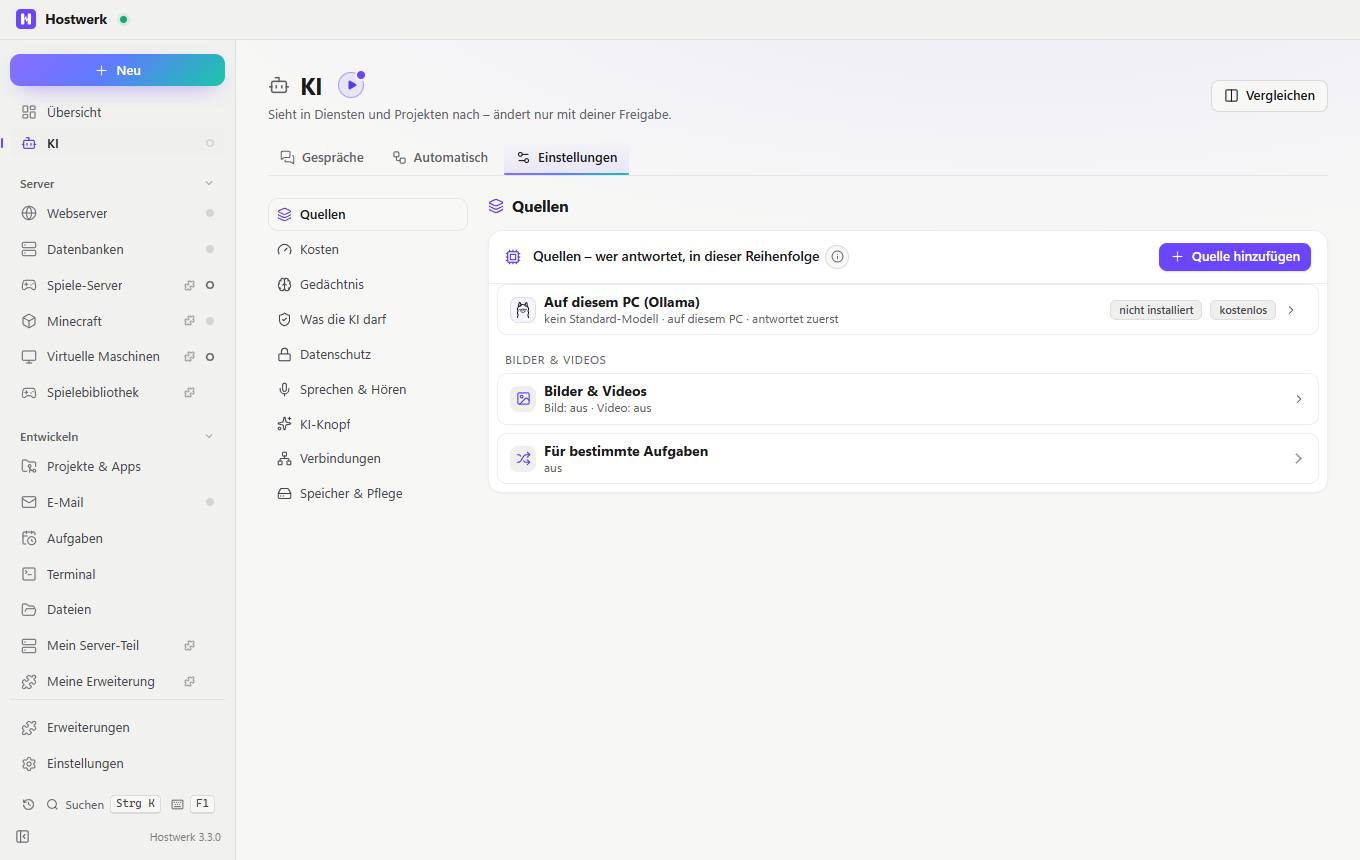 Hostwerk
Neu
Übersicht
KI
Server
Webserver
Datenbanken
Spiele-Server
Minecraft
Virtuelle Maschinen
Spielebibliothek
Entwickeln
Projekte & Apps
E-Mail
Aufgaben
Terminal
Dateien
Mein Server-Teil
Meine Erweiterung
Erweiterungen
Einstellungen
Suchen Strg K F1
Hostwerk 3.3.0
KI
Vergleichen
Sieht in Diensten und Projekten nach – ändert nur mit deiner Freigabe.
Gespräche Automatisch Einstellungen
Quellen
Kosten
Gedächtnis
Was die KI darf
Datenschutz
Sprechen & Hören
KI-Knopf
Verbindungen
Speicher & Pflege
Quellen
Quellen – wer antwortet, in dieser Reihenfolge
Quelle hinzufügen
Auf diesem PC (Ollama)
kein Standard-Modell · auf diesem PC · antwortet zuerst
nicht installiert kostenlos
BILDER & VIDEOS
Bilder & Videos
Bild: aus · Video: aus
Für bestimmte Aufgaben
aus